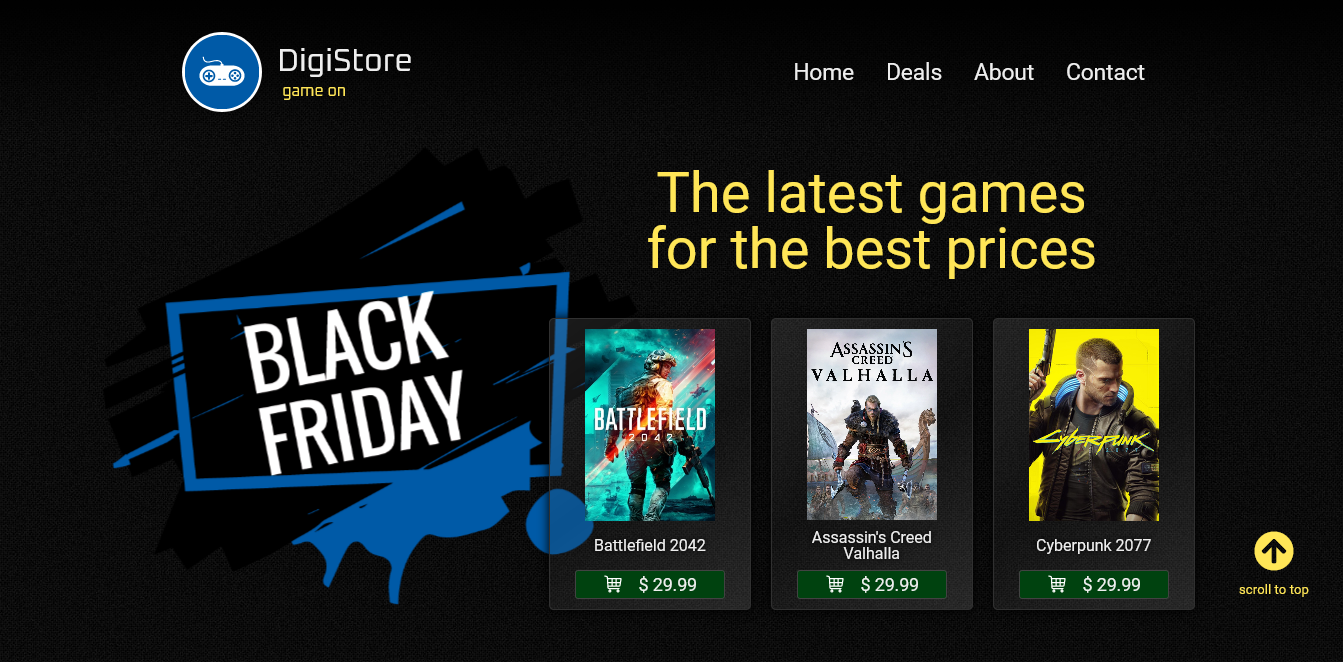 DigiStore
game on
Home Deals About Contact
The latest games
for the best prices
BLACK
FRIDAY
BATTLEFIELD
2042
Battlefield 2042
$ 29.99
ASSASSIN'S
CREED
VALHALLA
Assassin's Creed
Valhalla
$ 29.99
Cyberpunk
Cyberpunk 2077
$ 29.99
scroll to top